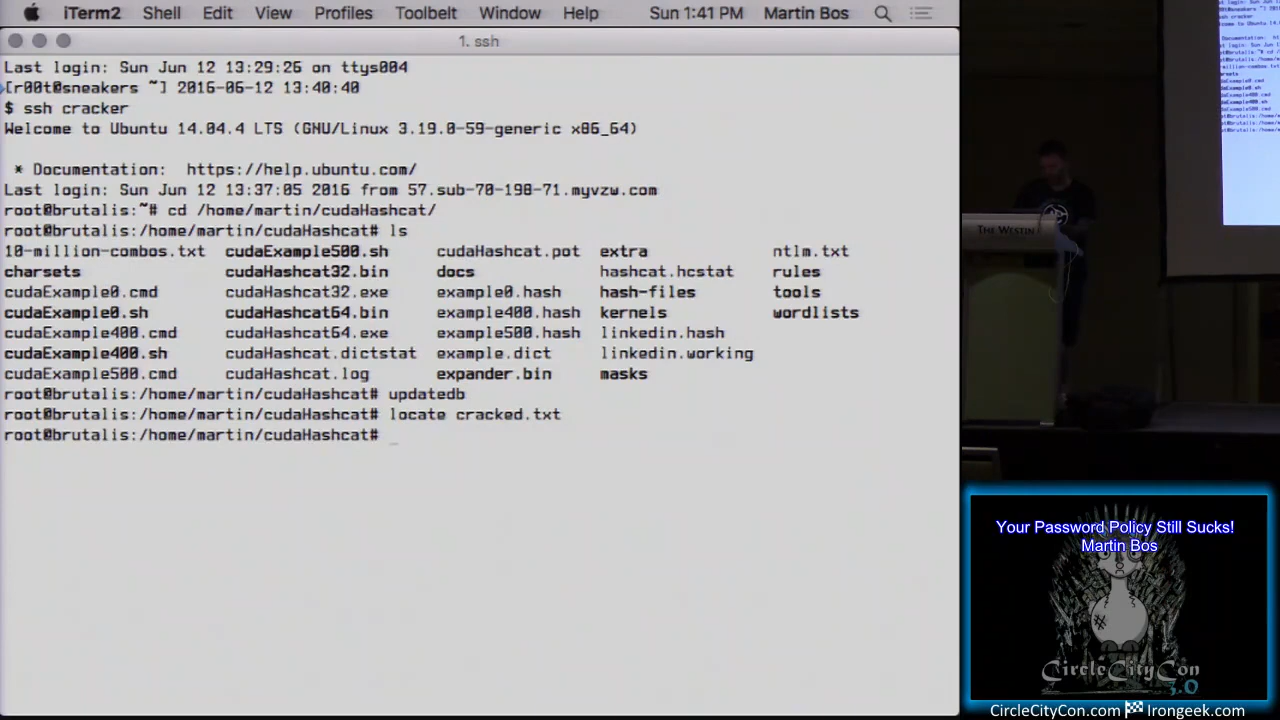 iTerm2 Shell Edit View Profiles Toolbelt Window Help Sun 1:41 PM Martin Bos
1. ssh
Last login: Sun Jun 12 13:29:26 on ttys004
[r00t@sneakers ~] 2016-06-12 13:40:40
$ ssh cracker
Welcome to Ubuntu 14.04.4 LTS (GNU/Linux 3.19.0-59-generic x86_64)
* Documentation: https://help.ubuntu.com/
Last login: Sun Jun 12 13:37:05 2016 from 57.sub-70-198-71.myvzw.com
root@brutalis:~# cd /home/martin/cudaHashcat/
root@brutalis:/home/martin/cudaHashcat# ls
10-million-combos.txt cudaExample500.sh cudaHashcat.pot extra ntlm.txt
charsets cudaHashcat32.bin docs hashcat.hcstat rules
cudaExample0.cmd cudaHashcat32.exe example0.hash hash-files tools
cudaExample0.sh cudaHashcat64.bin example400.hash kernels wordlists
cudaExample400.cmd cudaHashcat64.exe example500.hash linkedin.hash
cudaExample400.sh cudaHashcat.dictstat example.dict linkedin.working
cudaExample500.cmd cudaHashcat.log expander.bin masks
root@brutalis:/home/martin/cudaHashcat# updatedb
root@brutalis:/home/martin/cudaHashcat# locate cracked.txt
root@brutalis:/home/martin/cudaHashcat# _
THE WESTIN
Your Password Policy Still Sucks!
Martin Bos
CircleCityCon
3.0
CircleCityCon.com Irongeek.com